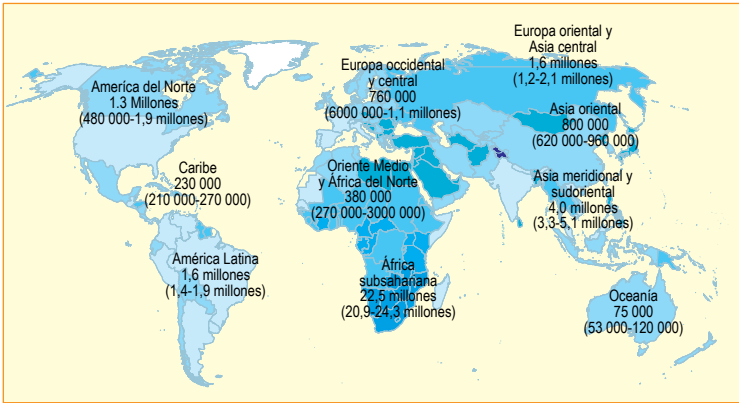 America del Norte
1.3 Millones
(480 000-1,9 millones)
Caribe
230 000
(210 000-270 000)
América Latina
1,6 millones
(1,4-1,9 millones)
Europa occidental
y central
760 000
(6000 000-1,1 millones)
Oriente Medio
y África del Norte
380 000
(270 000-3000 000)
África
subsahariana
22,5 millones
(20,9-24,3 millones)
Europa oriental y
Asia central
1,6 millones
(1,2-2,1 millones)
Asia oriental
800 000
(620 000-960 000)
Asia meridional y
sudoriental
4,0 millones
(3,3-5,1 millones)
Oceanía
75 000
(53 000-120 000)